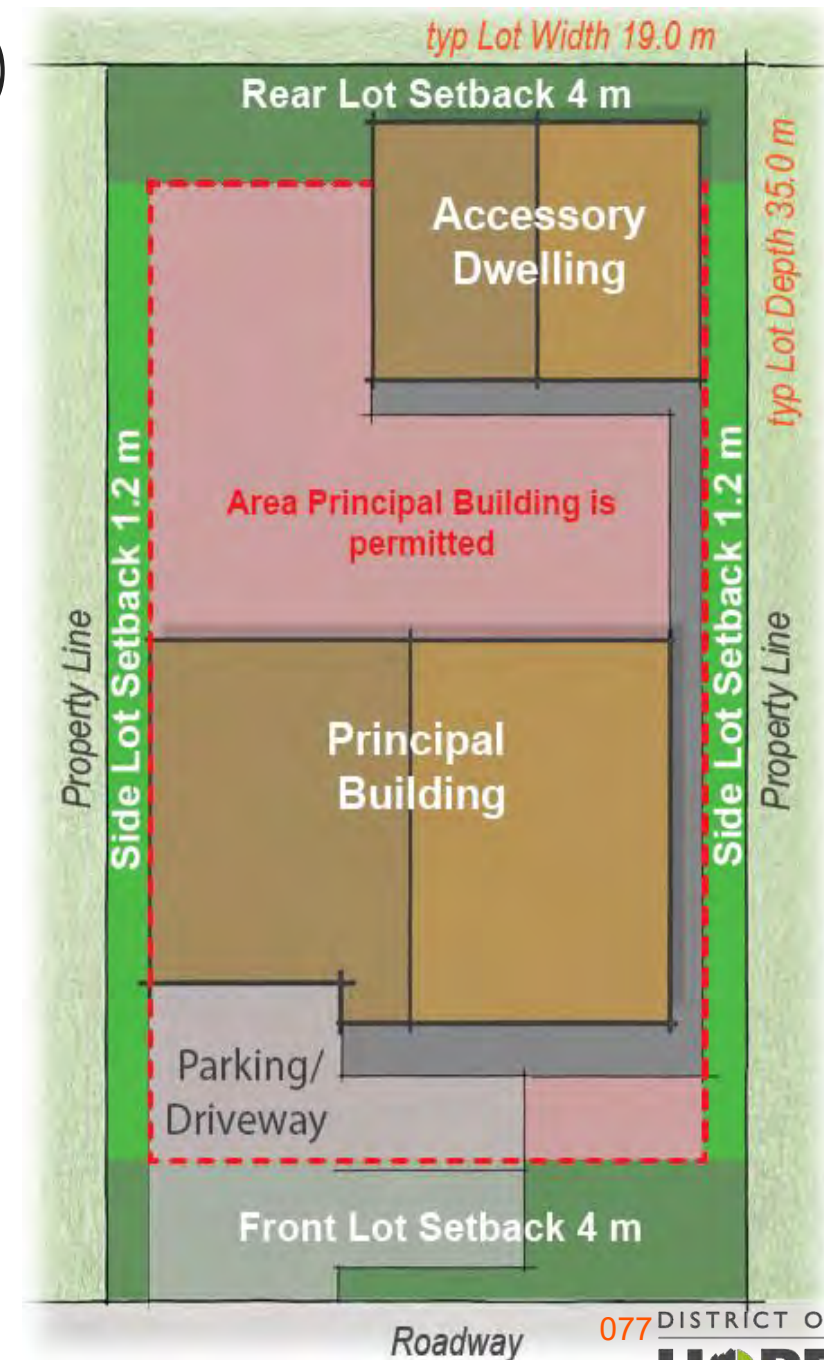 )
typ Lot Width 19.0 m
Rear Lot Setback 4 m
Accessory
Dwelling
typ Lot Depth 35.0 m
Area Principal Building is
permitted
Side Lot Setback 1.2 m
Side Lot Setback 1.2 m
Property Line
Property Line
Principal
Building
Parking/
Driveway
Front Lot Setback 4 m
Roadway
077 DISTRICT O